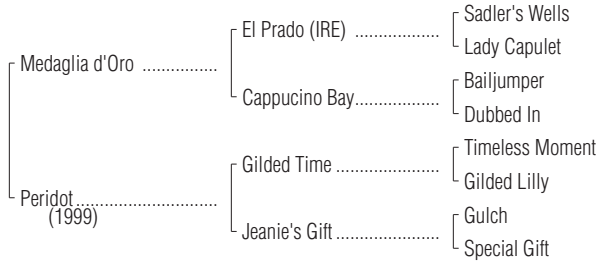 Sadler's Wells
El Prado (IRE) ..................
Lady Capulet
Medaglia d'Oro ................
Bailjumper
Cappucino Bay..................
Dubbed In
Timeless Moment
Gilded Time ......................
Gilded Lilly
Peridot..............................
(1999)
Gulch
Jeanie's Gift ......................
Special Gift